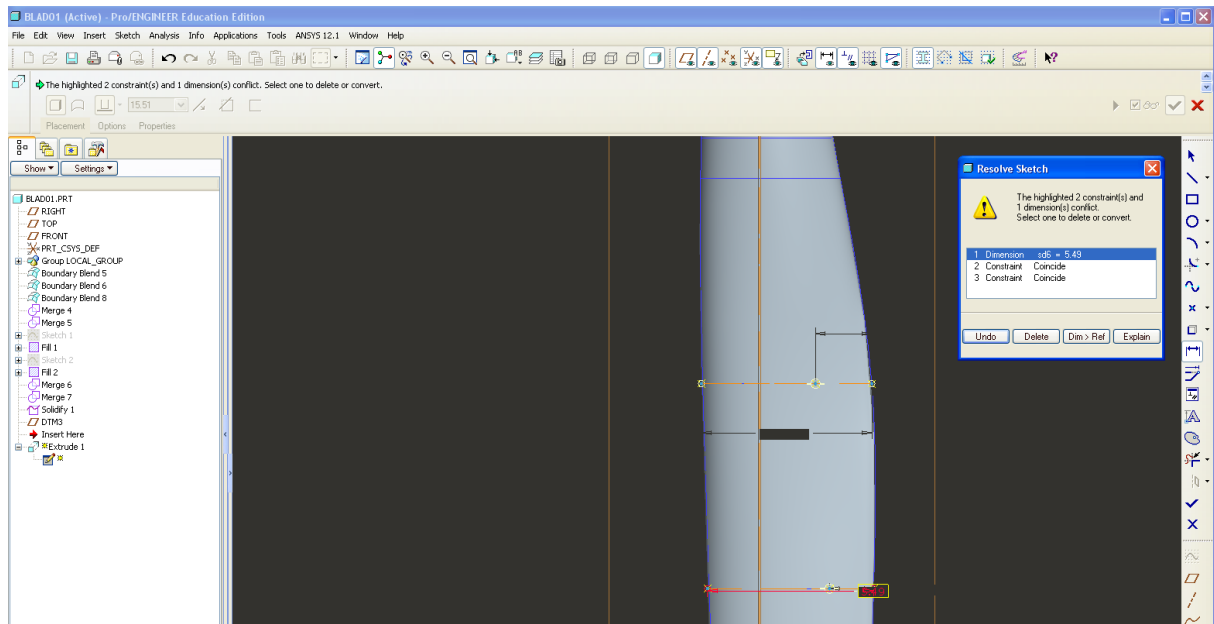 BLAD01 (Active) - Pro/ENGINEER Education Edition
File Edit View Insert Sketch Analysis Info Applications Tools ANSYS 12.1 Window Help
The highlighted 2 constraint(s) and 1 dimension(s) conflict. Select one to delete or convert.
15.51
Placement Options Properties
Show Settings
BLAD01.PRT
RIGHT
TOP
FRONT
PRT_CSYS_DEF
Group LOCAL_GROUP
Boundary Blend 5
Boundary Blend 6
Boundary Blend 8
Merge 4
Merge 5
Sketch 1
Fill 1
Sketch 2
Fill 2
Merge 6
Merge 7
Solidify 1
DTM3
Insert Here
Extrude 1
Resolve Sketch
The highlighted 2 constraint(s) and
1 dimension(s) conflict.
Select one to delete or convert.
1 Dimension sd6 = 5.49
2 Constraint Coincide
3 Constraint Coincide
Undo Delete Dim > Ref Explain
5.49